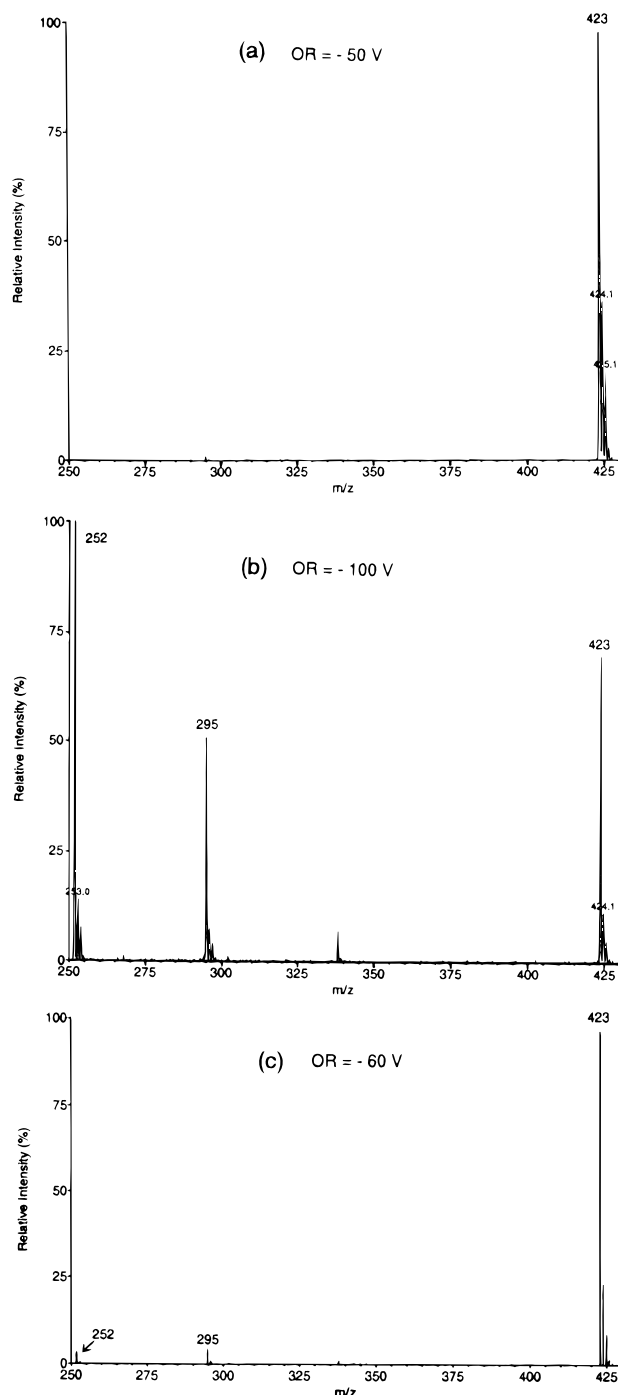 100
423
(a) OR = - 50 V
75
Relative Intensity (%)
50
424.1
25
425.1
0
250 275 300 325 350 375 400 425
m/z
100
252
(b) OR = - 100 V
75
423
Relative Intensity (%)
50
295
25
253.0
424.1
0
250 275 300 325 350 375 400 425
m/z
100
423
(c) OR = - 60 V
75
Relative Intensity (%)
50
25
252
295
0
250 275 300 325 350 375 400 425
m/z